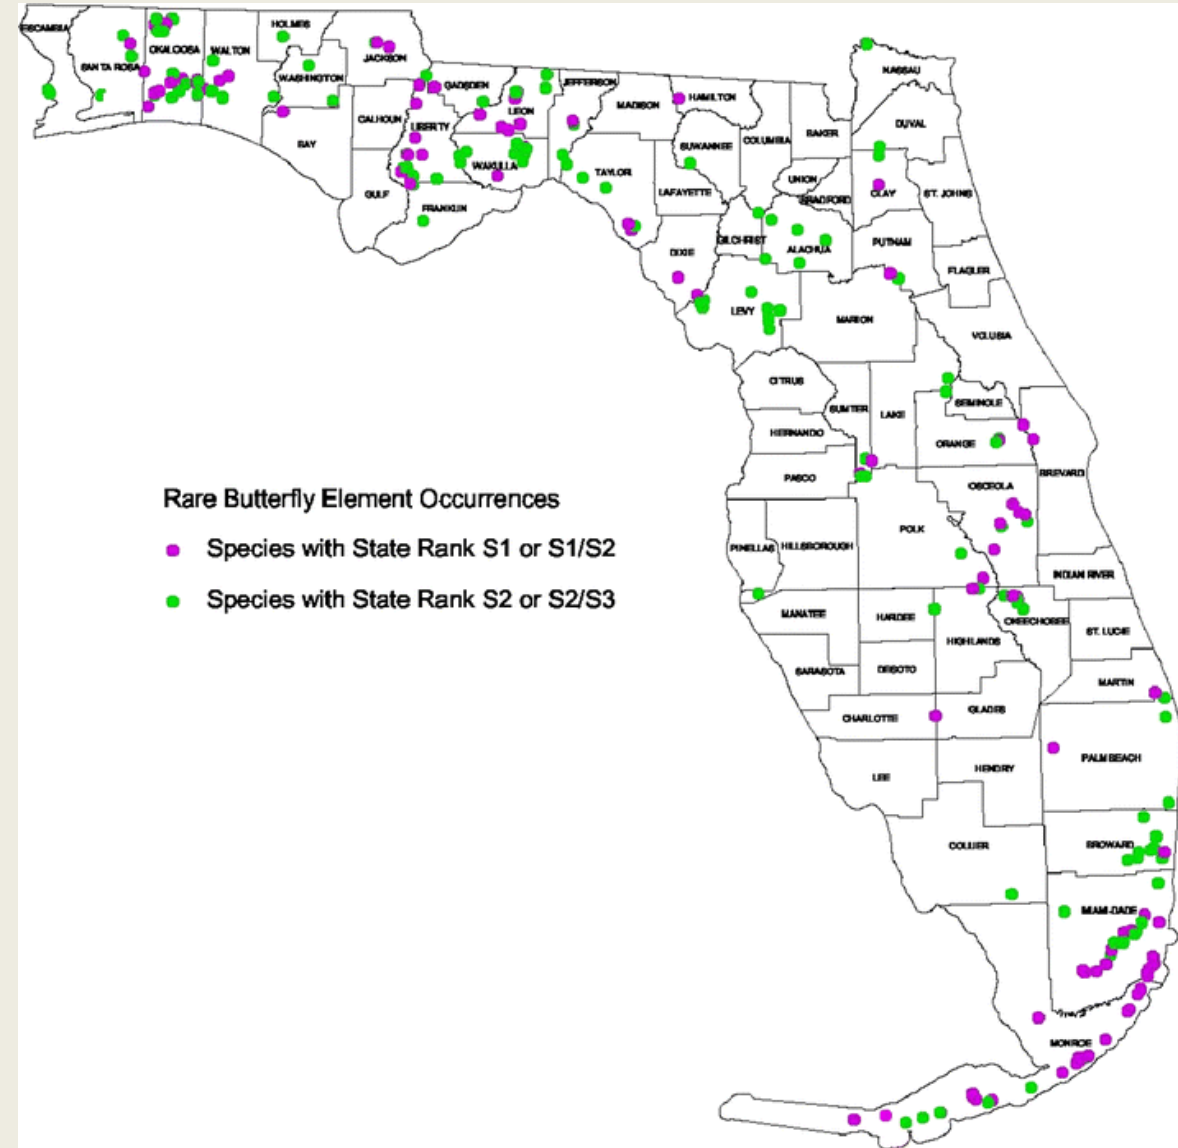 ESCAMBIA
SANTA ROSA
OKALOOSA
WALTON
HOLMES
WASHINGTON
JACKSON
BAY
CALHOUN
GULF
GADSDEN
LIBERTY
FRANKLIN
LEON
WAKULLA
JEFFERSON
MADISON
TAYLOR
HAMILTON
SUWANNEE
LAFAYETTE
DIXIE
COLUMBIA
BAKER
UNION
BRADFORD
GILCHRIST
ALACHUA
LEVY
NASSAU
DUVAL
CLAY
ST. JOHNS
PUTNAM
FLAGLER
MARION
VOLUSIA
CITRUS
SUMTER
LAKE
SEMINOLE
HERNANDO
ORANGE
PASCO
BREVARD
OSCEOLA
Rare Butterfly Element Occurrences
Species with State Rank S1 or S1/S2
Species with State Rank S2 or S2/S3
PINELLAS
HILLSBOROUGH
POLK
INDIAN RIVER
MANATEE
HARDEE
HIGHLANDS
OKEECHOBEE
ST. LUCIE
SARASOTA
DESOTO
MARTIN
CHARLOTTE
GLADES
PALM BEACH
LEE
HENDRY
COLLIER
BROWARD
MIAMI-DADE
MONROE